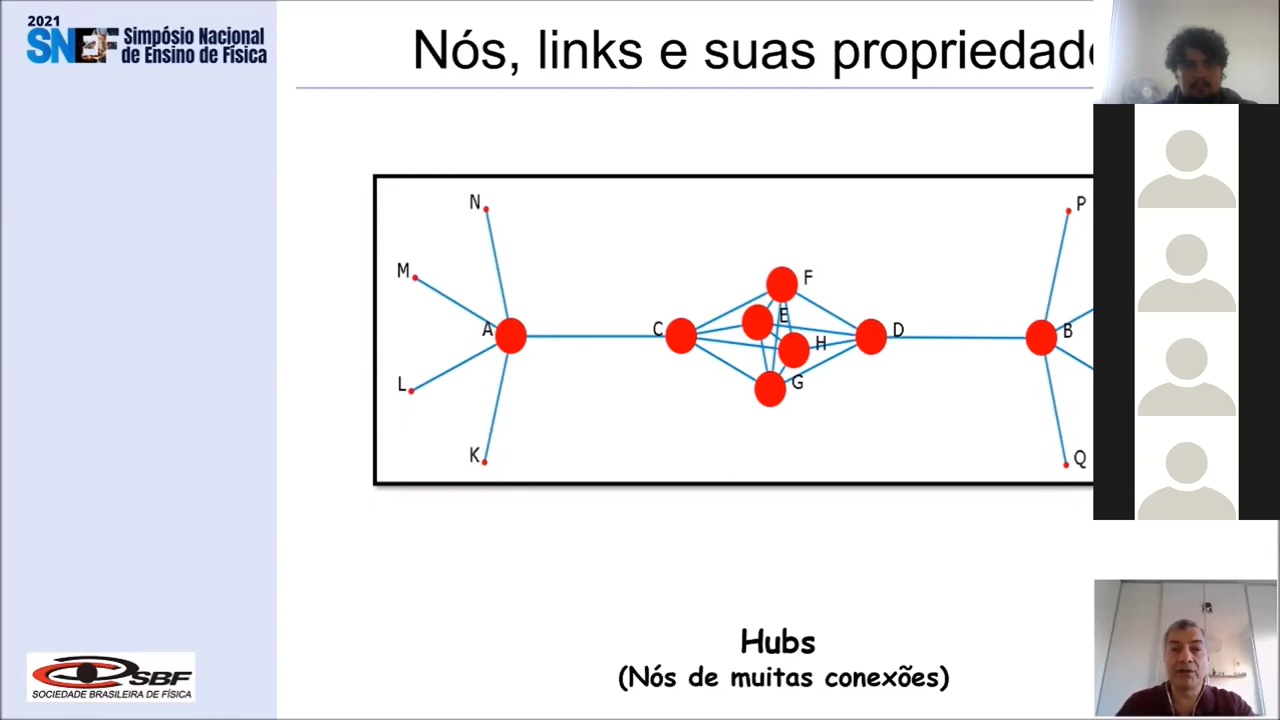 2021
SNEF Simpósio Nacional
de Ensino de Física
Nós, links e suas propriedad
N
P
M
F
E
A
C
D
B
H
L
G
K
Q
Hubs
(Nós de muitas conexões)
SBF
SOCIEDADE BRASILEIRA DE FÍSICA